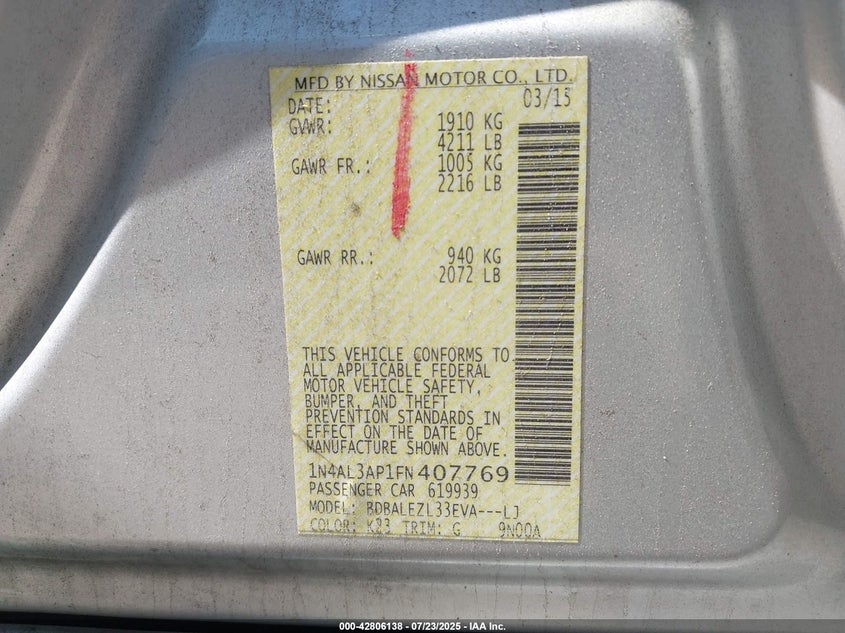 MFD BY NISSAN MOTOR CO., LTD.
DATE: 03/15
GVWR: 1910 KG
4211 LB
GAWR FR.: 1005 KG
2216 LB
GAWR RR.: 940 KG
2072 LB
THIS VEHICLE CONFORMS TO
ALL APPLICABLE FEDERAL
MOTOR VEHICLE SAFETY,
BUMPER, AND THEFT
PREVENTION STANDARDS IN
EFFECT ON THE DATE OF
MANUFACTURE SHOWN ABOVE.
1N4AL3AP1FN407769
PASSENGER CAR 619939
MODEL: BDBALEZL33EVA---LJ
COLOR: K23 TRIM: G 9N00A
000-42806138 - 07/23/2025 - IAA Inc.